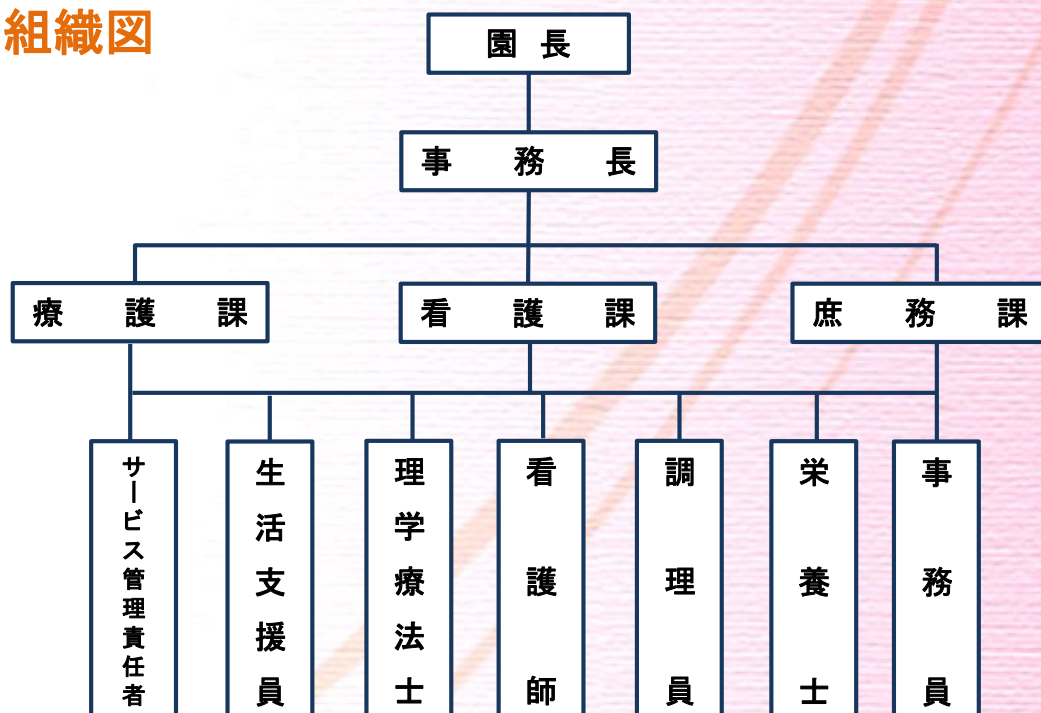 組織図
園長
事務長
療護課
看護課
庶務課
サービス管理責任者
生活支援員
理学療法士
看護師
調理員
栄養士
事務員